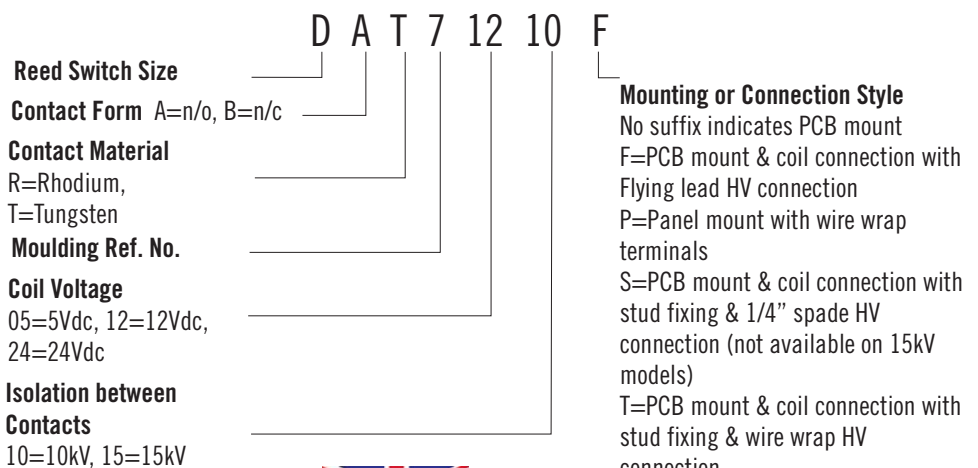 D A T 7 12 10 F
Reed Switch Size
Contact Form A=n/o, B=n/c
Contact Material
R=Rhodium,
T=Tungsten
Moulding Ref. No.
Coil Voltage
05=5Vdc, 12=12Vdc,
24=24Vdc
Isolation between
Contacts
10=10kV, 15=15kV
Mounting or Connection Style
No suffix indicates PCB mount
F=PCB mount & coil connection with
Flying lead HV connection
P=Panel mount with wire wrap
terminals
S=PCB mount & coil connection with
stud fixing & 1/4” spade HV
connection (not available on 15kV
models)
T=PCB mount & coil connection with
stud fixing & wire wrap HV
connection